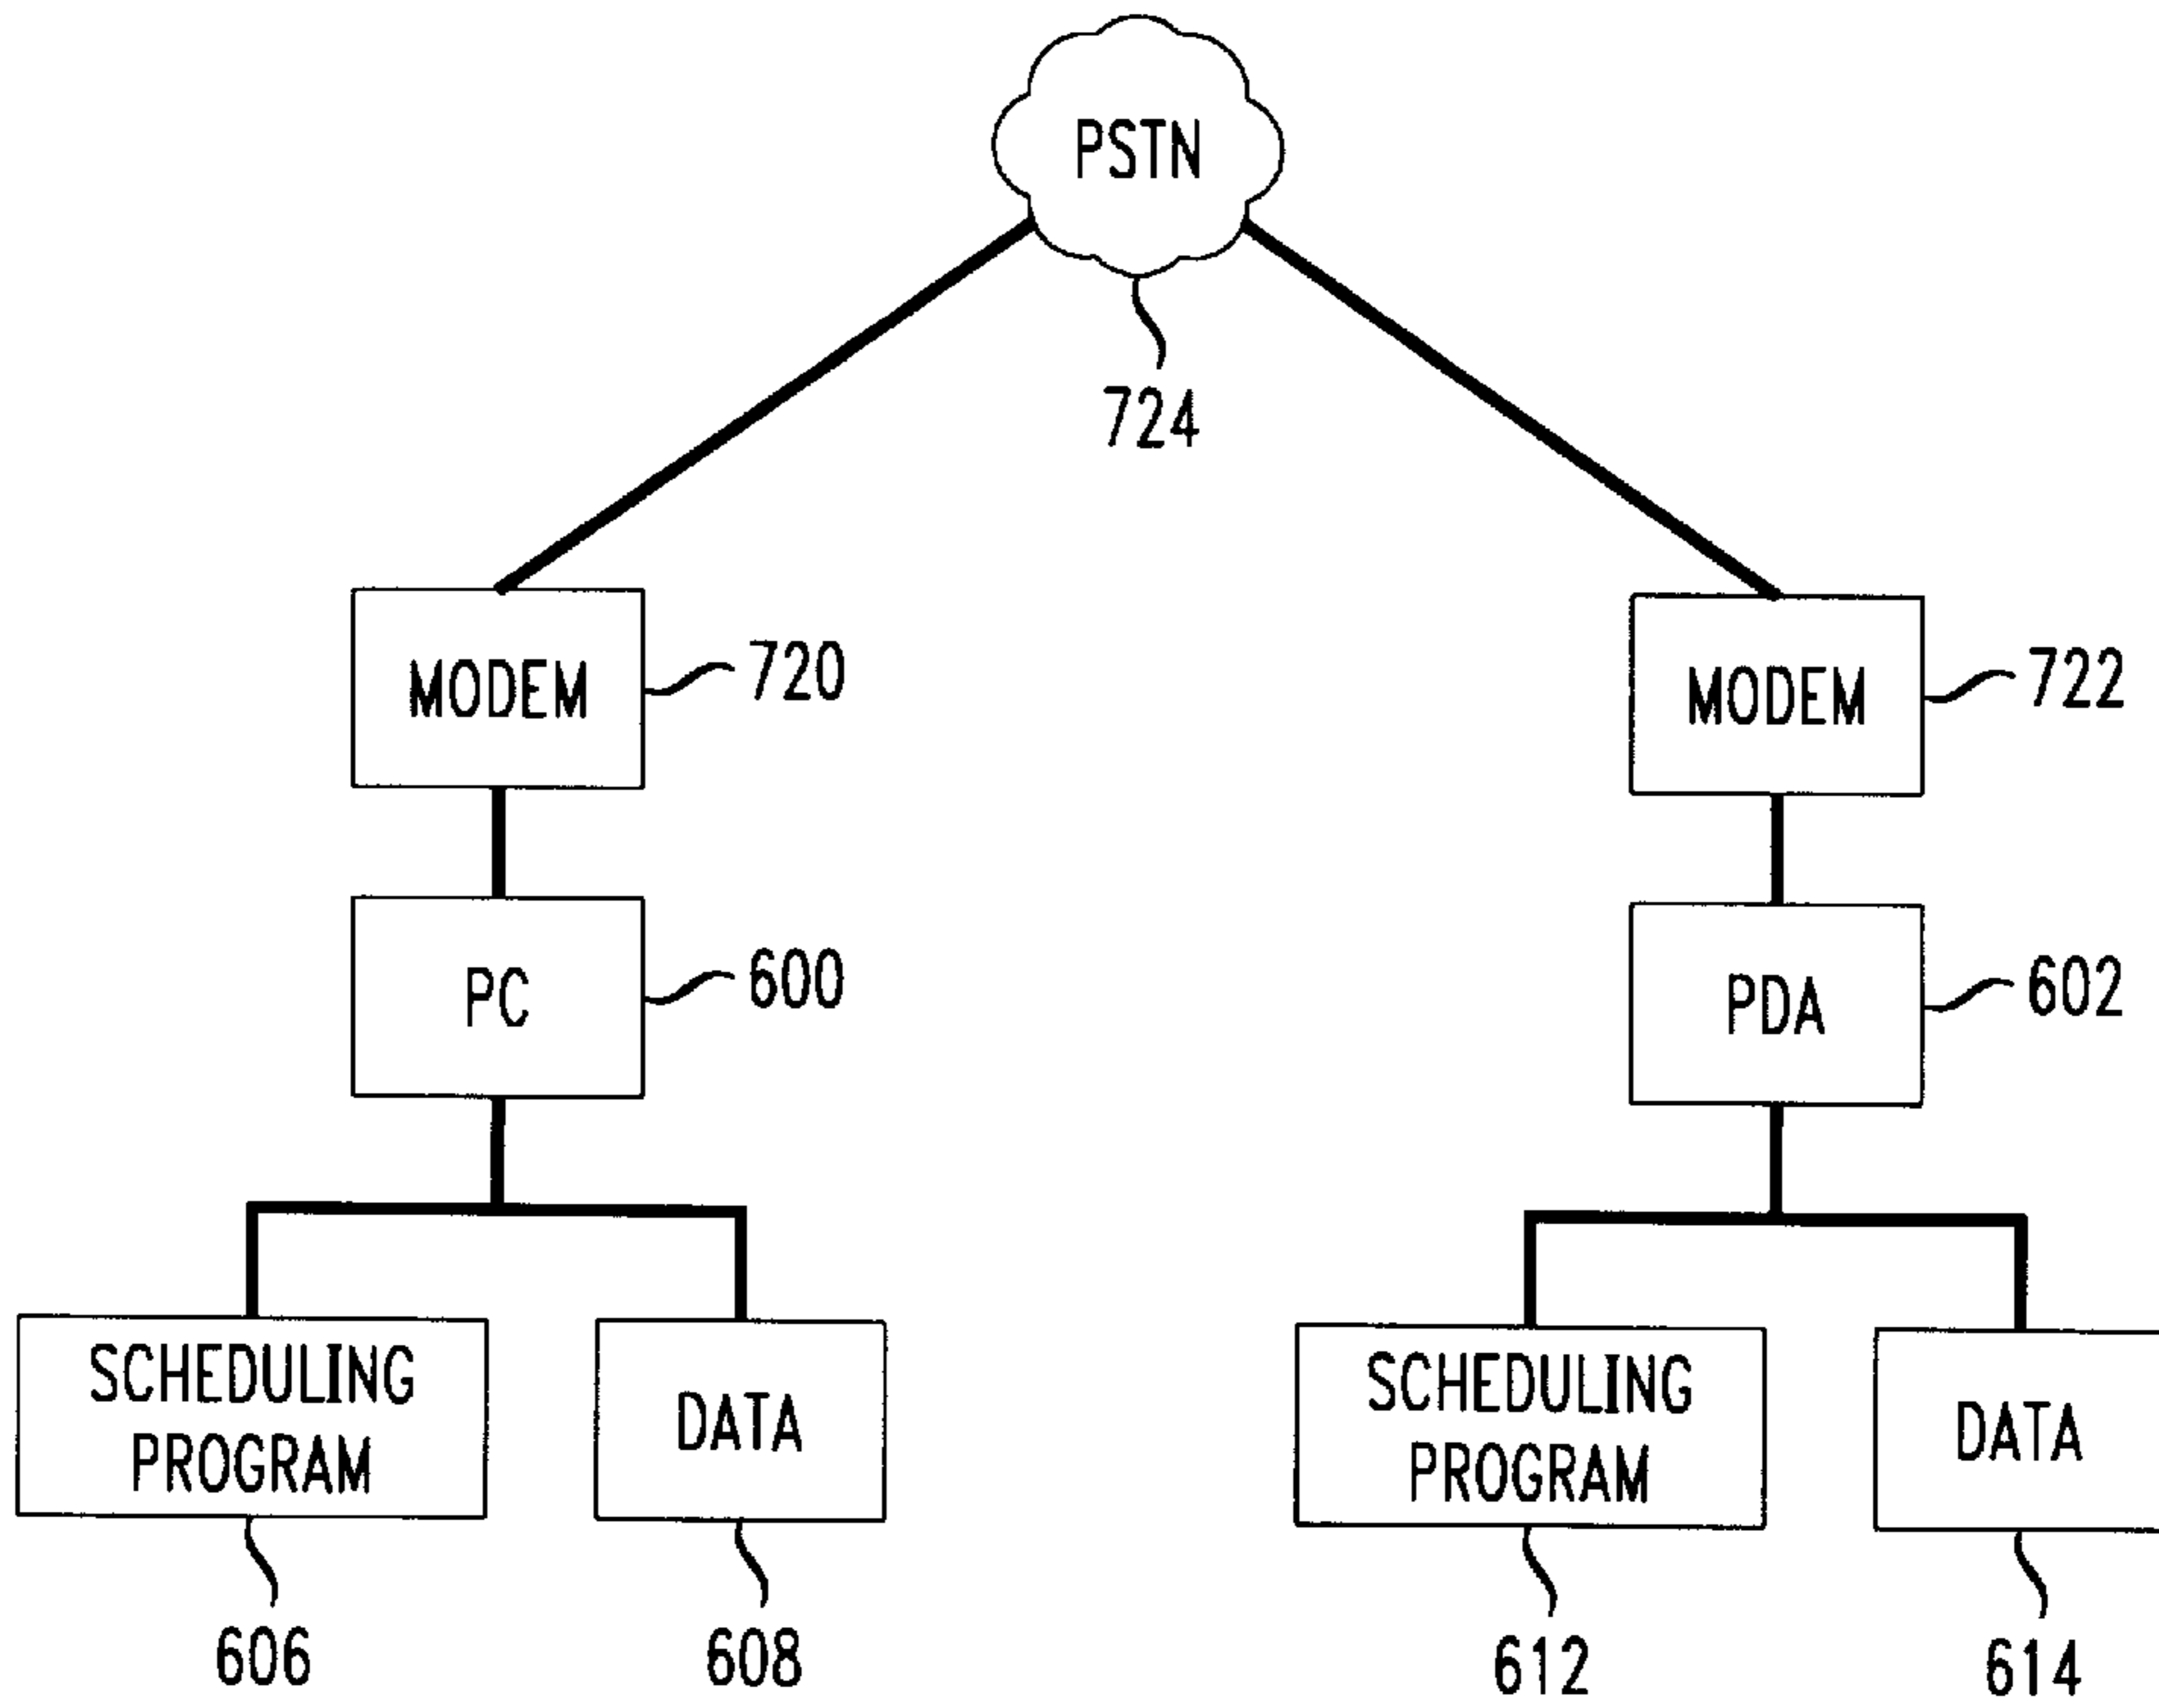 PSTN
724
MODEM
720
MODEM
722
PC
600
PDA
602
SCHEDULING
PROGRAM
DATA
SCHEDULING
PROGRAM
DATA
606
608
612
614